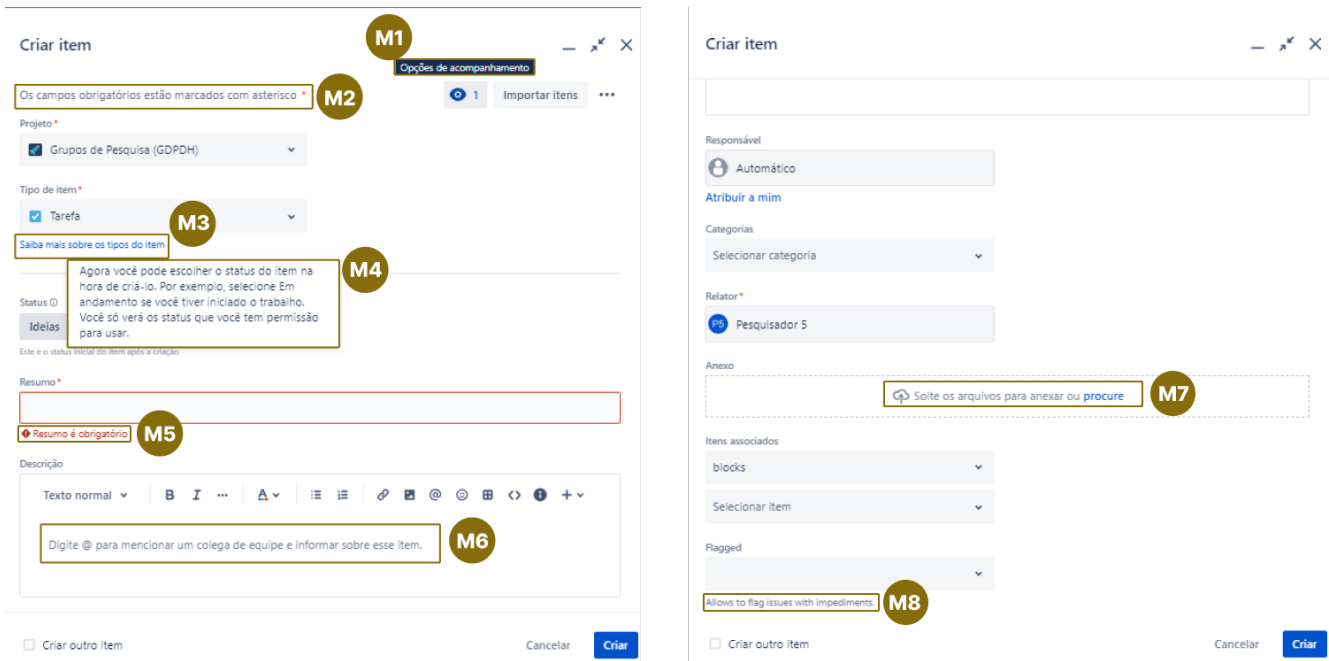 Criar item
M1
Opções de acompanhamento
Os campos obrigatórios estão marcados com asterisco *
M2
1
Importar itens
Projeto *
Grupos de Pesquisa (GDPDH)
Tipo de item *
Tarefa
M3
Saiba mais sobre os tipos do item
Agora você pode escolher o status do item na
hora de criá-lo. Por exemplo, selecione Em
andamento se você tiver iniciado o trabalho.
Você só verá os status que você tem permissão
para usar.
M4
Status
Ideias
Este é o status inicial do item após a criação
Resumo *
Resumo é obrigatório
M5
Descrição
Texto normal
B I ... A
Digite @ para mencionar um colega de equipe e informar sobre esse item.
M6
Criar outro item
Cancelar
Criar
Criar item
Responsável
Automático
Atribuir a mim
Categorias
Selecionar categoria
Relator *
P5 Pesquisador 5
Anexo
Solte os arquivos para anexar ou procure
M7
Itens associados
blocks
Selecionar item
Flagged
Allows to flag issues with impediments.
M8
Criar outro item
Cancelar
Criar